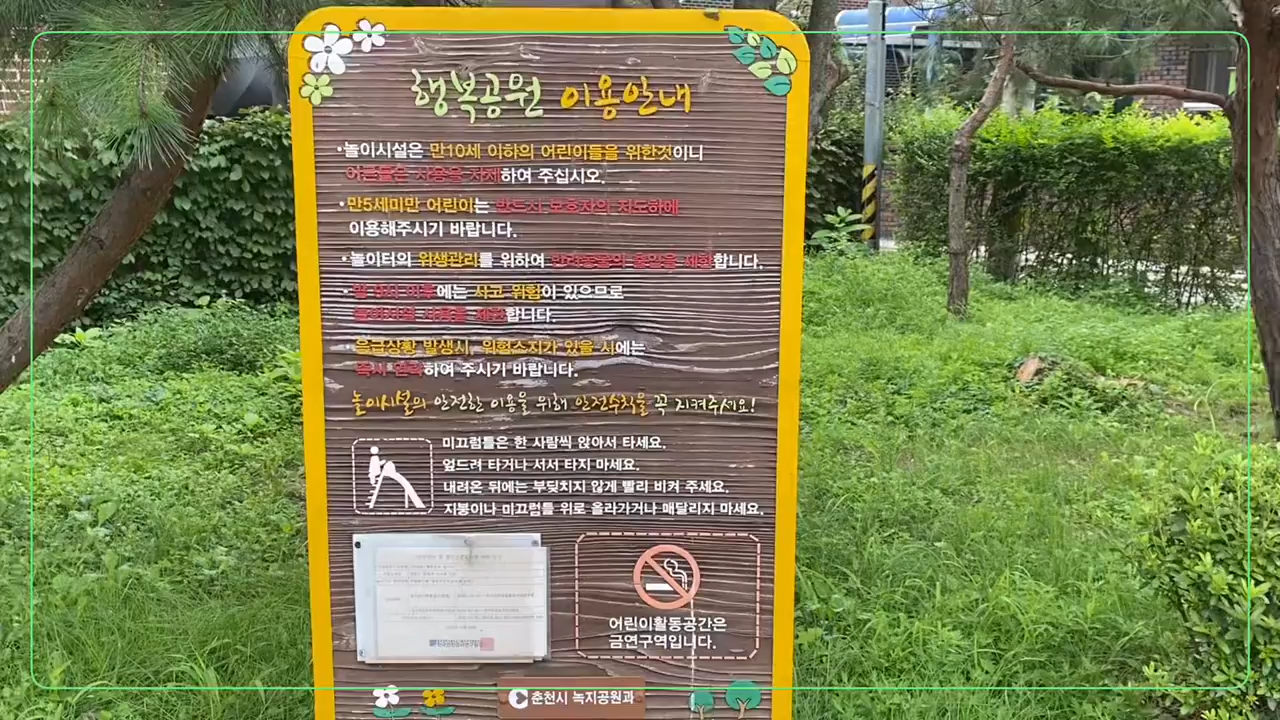 행복공원 이용안내
•놀이시설은 만10세 이하의 어린이들을 위한것이니
어른들은 사용을 자제하여 주십시오.
•만5세미만 어린이는 반드시 보호자의 지도하에
이용해주시기 바랍니다.
•놀이터의 위생관리를 위하여 반려동물의 출입을 제한합니다.
에는 사고 위험이 있으므로
놀이시설 사용을 제한합니다.
• 응급상황 발생시, 위험소지가 있을 시에는
즉시 연락하여 주시기 바랍니다.
놀이시설의 안전한 이용을 위해 안전수칙을 꼭 지켜주세요!
미끄럼틀은 한 사람씩 앉아서 타세요.
엎드려 타거나 서서 타지 마세요.
내려온 뒤에는 부딪치지 않게 빨리 비켜 주세요.
지붕이나 미끄럼틀 위로 올라가거나 매달리지 마세요.
어린이활동공간은
금연구역입니다.
춘천시 녹지공원과